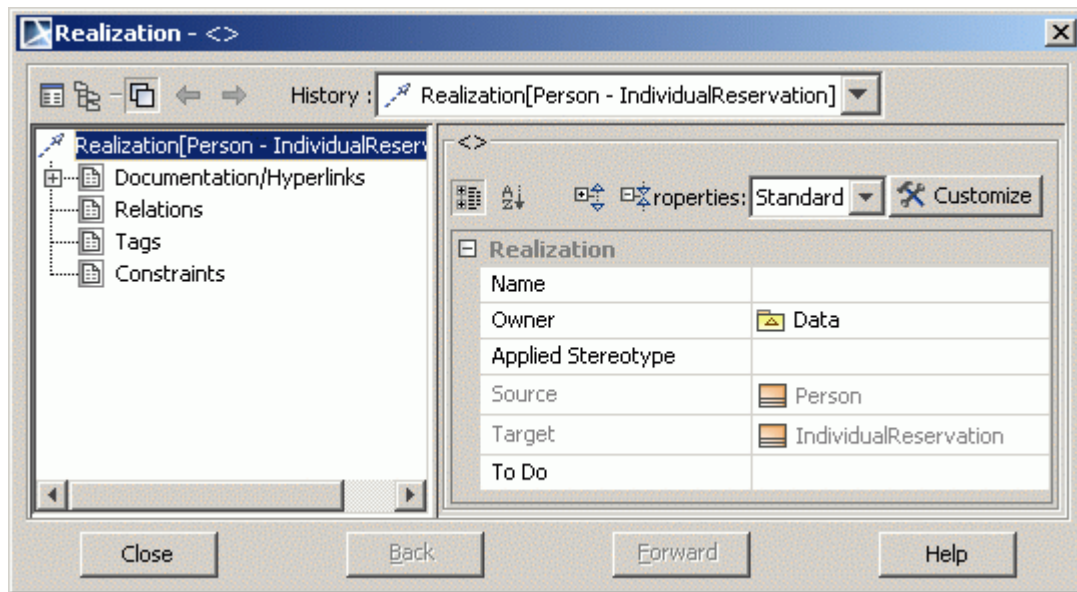 Realization - <>
History : Realization[Person - IndividualReservation]
Realization[Person - IndividualReserv
Documentation/Hyperlinks
Relations
Tags
Constraints
<>
roperties: Standard Customize
Realization
Name
Owner Data
Applied Stereotype
Source Person
Target IndividualReservation
To Do
Close Back Forward Help